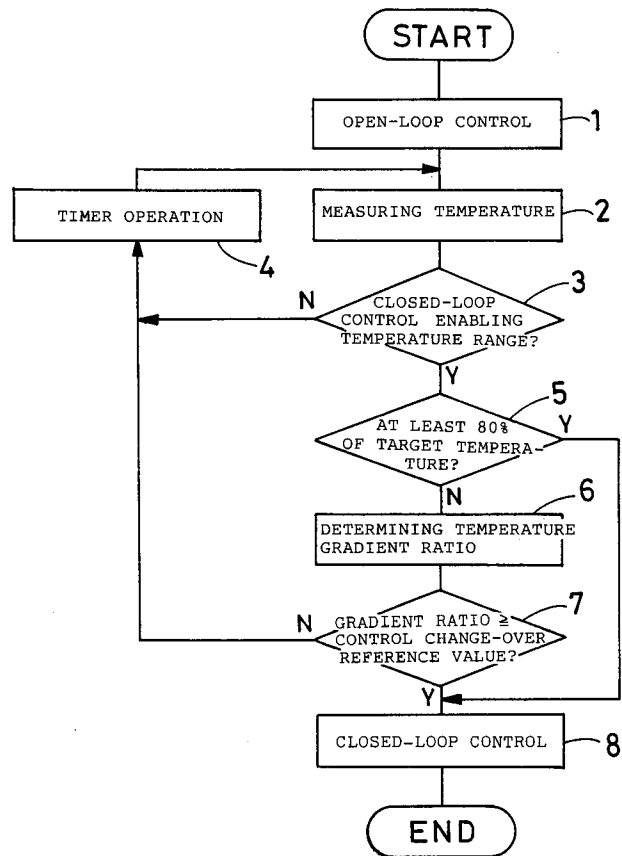 START
OPEN-LOOP CONTROL
1
TIMER OPERATION
4
MEASURING TEMPERATURE
2
3
N
CLOSED-LOOP
CONTROL ENABLING
TEMPERATURE RANGE?
Y
5
AT LEAST 80%
OF TARGET TEMPERA-
TURE?
Y
N
6
DETERMINING TEMPERATURE
GRADIENT RATIO
7
N
GRADIENT RATIO ≧
CONTROL CHANGE-OVER
REFERENCE VALUE?
Y
CLOSED-LOOP CONTROL
8
END